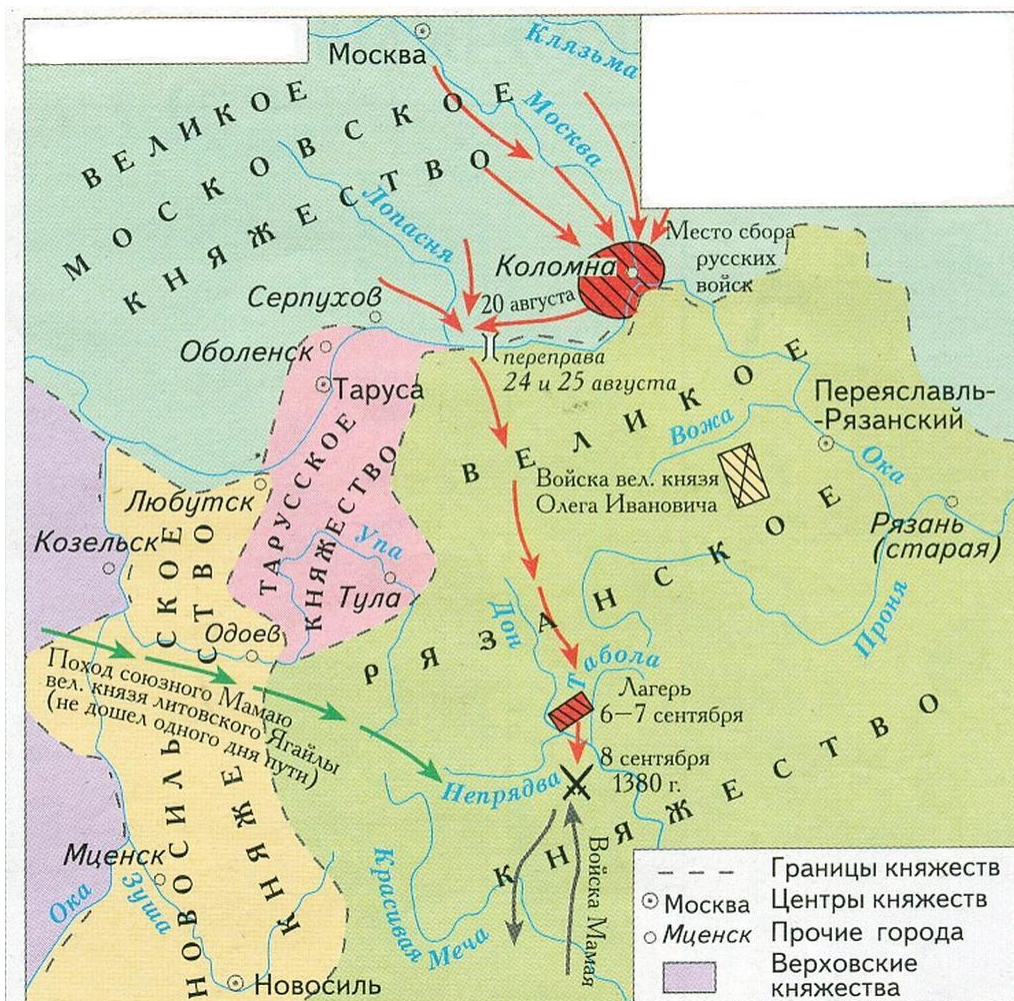 Москва
Клязьма
ВЕЛИКОЕ
МОСКОВСКОЕ
КНЯЖЕСТВО
Москва
Лопасня
Место сбора
русских
войск
Коломна
Серпухов
20 августа
Оболенск
переправа
24 и 25 августа
Таруса
ТАРУССКОЕ
КНЯЖЕСТВО
ВЕЛИКОЕ
РЯЗАНСКОЕ
КНЯЖЕСТВО
Переяславль-
-Рязанский
Вожа
Ока
Войска вел. князя
Олега Ивановича
Рязань
(старая)
Проня
Любутск
Козельск
Упа
Тула
Одоев
Дон
Табола
Лагерь
6–7 сентября
Поход союзного Мамаю
вел. князя литовского Ягайлы
(не дошел одного дня пути)
8 сентября
1380 г.
Непрядва
НОВОСИЛЬСКОЕ
КНЯЖЕСТВО
Мценск
Ока
Зуша
Красивая
Меча
Войска Мамая
Новосиль
Границы княжеств
Москва Центры княжеств
Мценск Прочие города
Верховские
княжества